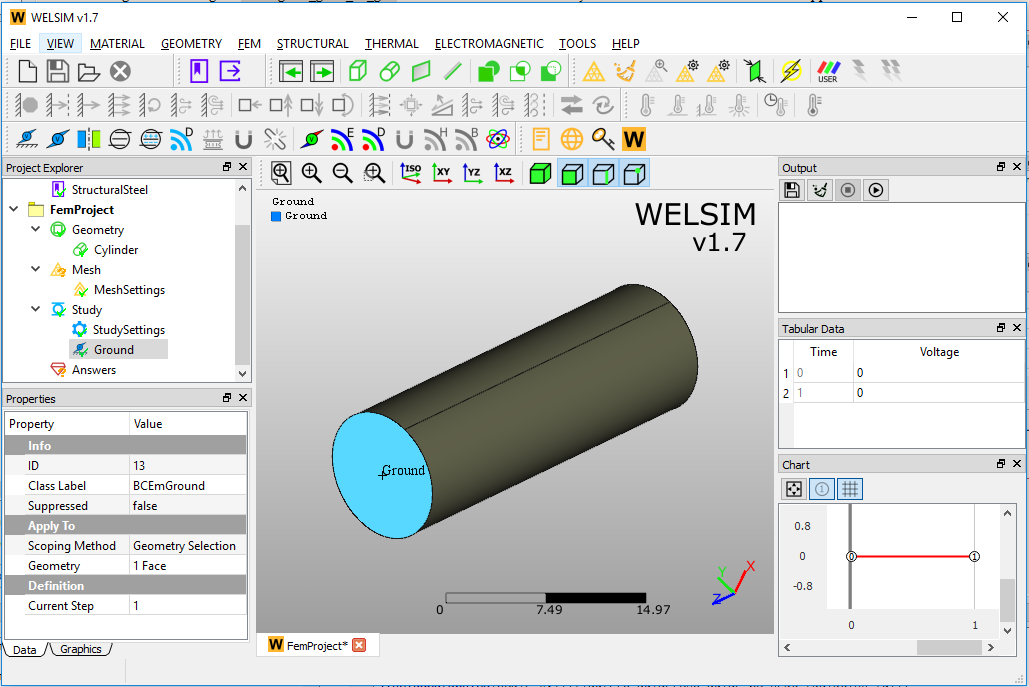 WELSIM v1.7
FILE VIEW MATERIAL GEOMETRY FEM STRUCTURAL THERMAL ELECTROMAGNETIC TOOLS HELP
USER
D E D H B W
Project Explorer
StructuralSteel
FemProject
Geometry
Cylinder
Mesh
MeshSettings
Study
StudySettings
Ground
Answers
Properties
Property Value
Info
ID 13
Class Label BCEmGround
Suppressed false
Apply To
Scoping Method Geometry Selection
Geometry 1 Face
Definition
Current Step 1
Data Graphics
ISO XY YZ XZ
Ground
Ground
WELSIM
v1.7
Ground
Y X
Z
0 7.49 14.97
W FemProject*
Output
Tabular Data
Time Voltage
1 0 0
2 1 0
Chart
1
0.8
0 0 1
-0.8
0 1